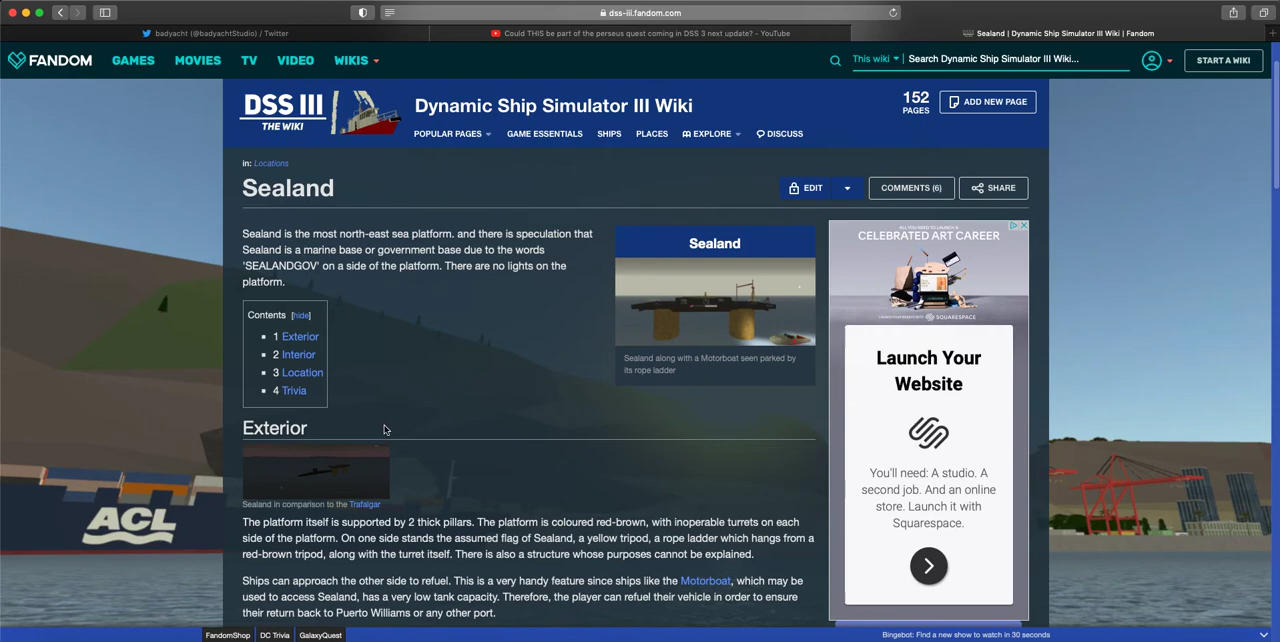 dss-iii.fandom.com
badyacht (@badyachtStudio) / Twitter
Could THIS be part of the perseus quest coming in DSS 3 next update? - YouTube
Sealand | Dynamic Ship Simulator III Wiki | Fandom
FANDOM GAMES MOVIES TV VIDEO WIKIS
This wiki Search Dynamic Ship Simulator III Wiki...
START A WIKI
DSS III
THE WIKI
Dynamic Ship Simulator III Wiki
152
PAGES
ADD NEW PAGE
POPULAR PAGES GAME ESSENTIALS SHIPS PLACES EXPLORE DISCUSS
in: Locations
Sealand
EDIT
COMMENTS (6)
SHARE
Sealand is the most north-east sea platform. and there is speculation that
Sealand is a marine base or government base due to the words
'SEALANDGOV' on a side of the platform. There are no lights on the
platform.
Contents [hide]
1 Exterior
2 Interior
3 Location
4 Trivia
Sealand
Sealand along with a Motorboat seen parked by
its rope ladder
Exterior
Sealand in comparison to the Trafalgar
The platform itself is supported by 2 thick pillars. The platform is coloured red-brown, with inoperable turrets on each
side of the platform. On one side stands the assumed flag of Sealand, a yellow tripod, a rope ladder which hangs from a
red-brown tripod, along with the turret itself. There is also a structure whose purposes cannot be explained.
Ships can approach the other side to refuel. This is a very handy feature since ships like the Motorboat, which may be
used to access Sealand, has a very low tank capacity. Therefore, the player can refuel their vehicle in order to ensure
their return back to Puerto Williams or any other port.
ALL YOU NEED TO LAUNCH A
CELEBRATED ART CAREER
LAUNCH YOUR WEBSITE SQUARESPACE
Launch Your
Website
You'll need: A studio. A
second job. And an online
store. Launch it with
Squarespace.
ACL
FandomShop DC Trivia GalaxyQuest
Bingebot: Find a new show to watch in 30 seconds